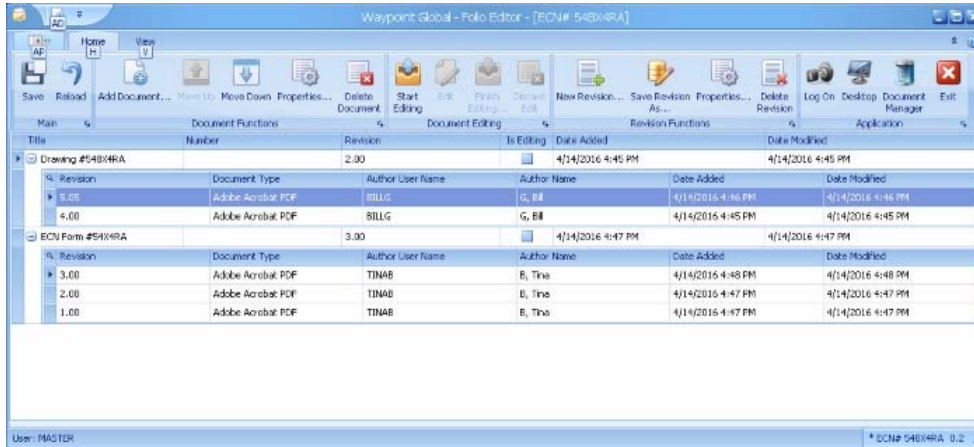 Waypoint Global - Folio Editor - [ECN# 548X4RA]
AD
Home View
AP H V
Save Reload Add Document... Move Up Move Down Properties... Delete Document Start Editing Edit Finish Editing... Discard Edit New Revision... Save Revision As... Properties... Delete Revision Log On Desktop Document Manager Exit
Main Document Functions Document Editing Revision Functions Application
Title Number Revision Is Editing Date Added Date Modified
Drawing #548X4RA 2.00 4/14/2016 4:45 PM 4/14/2016 4:45 PM
Revision Document Type Author User Name Author Name Date Added Date Modified
5.05 Adobe Acrobat PDF BILLG G, Bill 4/14/2016 4:46 PM 4/14/2016 4:46 PM
4.00 Adobe Acrobat PDF BILLG G, Bill 4/14/2016 4:45 PM 4/14/2016 4:45 PM
ECN Form #54X4RA 3.00 4/14/2016 4:47 PM 4/14/2016 4:47 PM
Revision Document Type Author User Name Author Name Date Added Date Modified
3.00 Adobe Acrobat PDF TINAB B, Tina 4/14/2016 4:48 PM 4/14/2016 4:48 PM
2.00 Adobe Acrobat PDF TINAB B, Tina 4/14/2016 4:47 PM 4/14/2016 4:47 PM
1.00 Adobe Acrobat PDF TINAB B, Tina 4/14/2016 4:47 PM 4/14/2016 4:47 PM
User: MASTER * ECN# 548X4RA 0.2